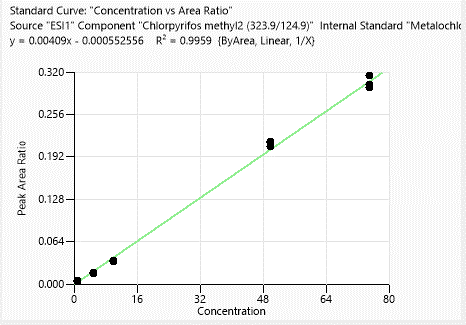 Standard Curve: "Concentration vs Area Ratio"
Source "ESI1" Component "Chlorpyrifos methyl2 (323.9/124.9)" Internal Standard "Metalochl
y = 0.00409x - 0.000552556 R² = 0.9959 {ByArea, Linear, 1/X}
0.320
0.256
0.192
0.128
0.064
0.000
Peak Area Ratio
0 16 32 48 64 80
Concentration